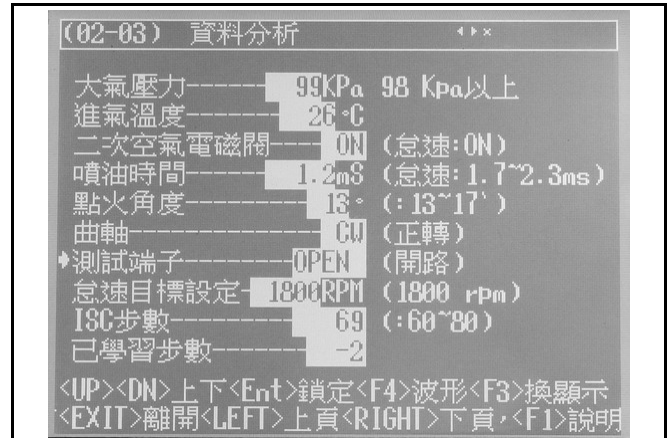 (02-03) 資料分析
大氣壓力------- 99KPa 98 Kpa以上
進氣溫度------- 26 °C
二次空氣電磁閥---- ON (怠速:ON)
噴油時間------- 1.2mS (怠速:1.7~2.3ms)
點火角度-------- 13° (:13~17`)
曲軸----------- CW (正轉)
測試端子-------OPEN (開路)
怠速目標設定- 1800RPM (1800 rpm)
ISC步數-------- 69 (:60~80)
已學習步數------- -2
<UP><DN>上下<Ent>鎖定<F4>波形<F3>換顯示
<EXIT>離開<LEFT>上頁<RIGHT>下頁,<F1>說明